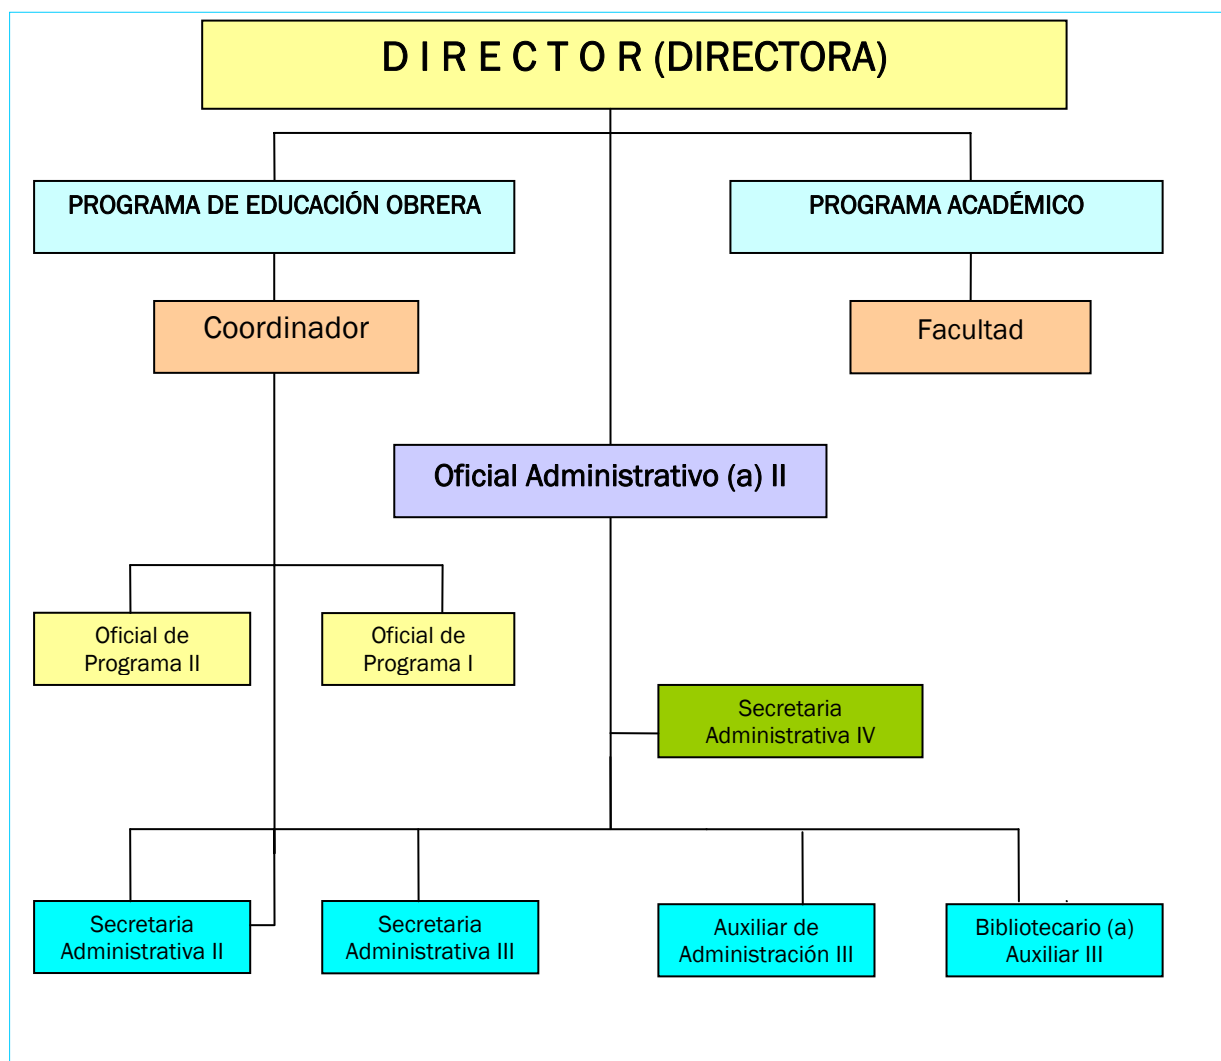 D I R E C T O R (DIRECTORA)
PROGRAMA DE EDUCACIÓN OBRERA
PROGRAMA ACADÉMICO
Coordinador
Facultad
Oficial Administrativo (a) II
Oficial de
Programa II
Oficial de
Programa I
Secretaria
Administrativa IV
Secretaria
Administrativa II
Secretaria
Administrativa III
Auxiliar de
Administración III
Bibliotecario (a)
Auxiliar III